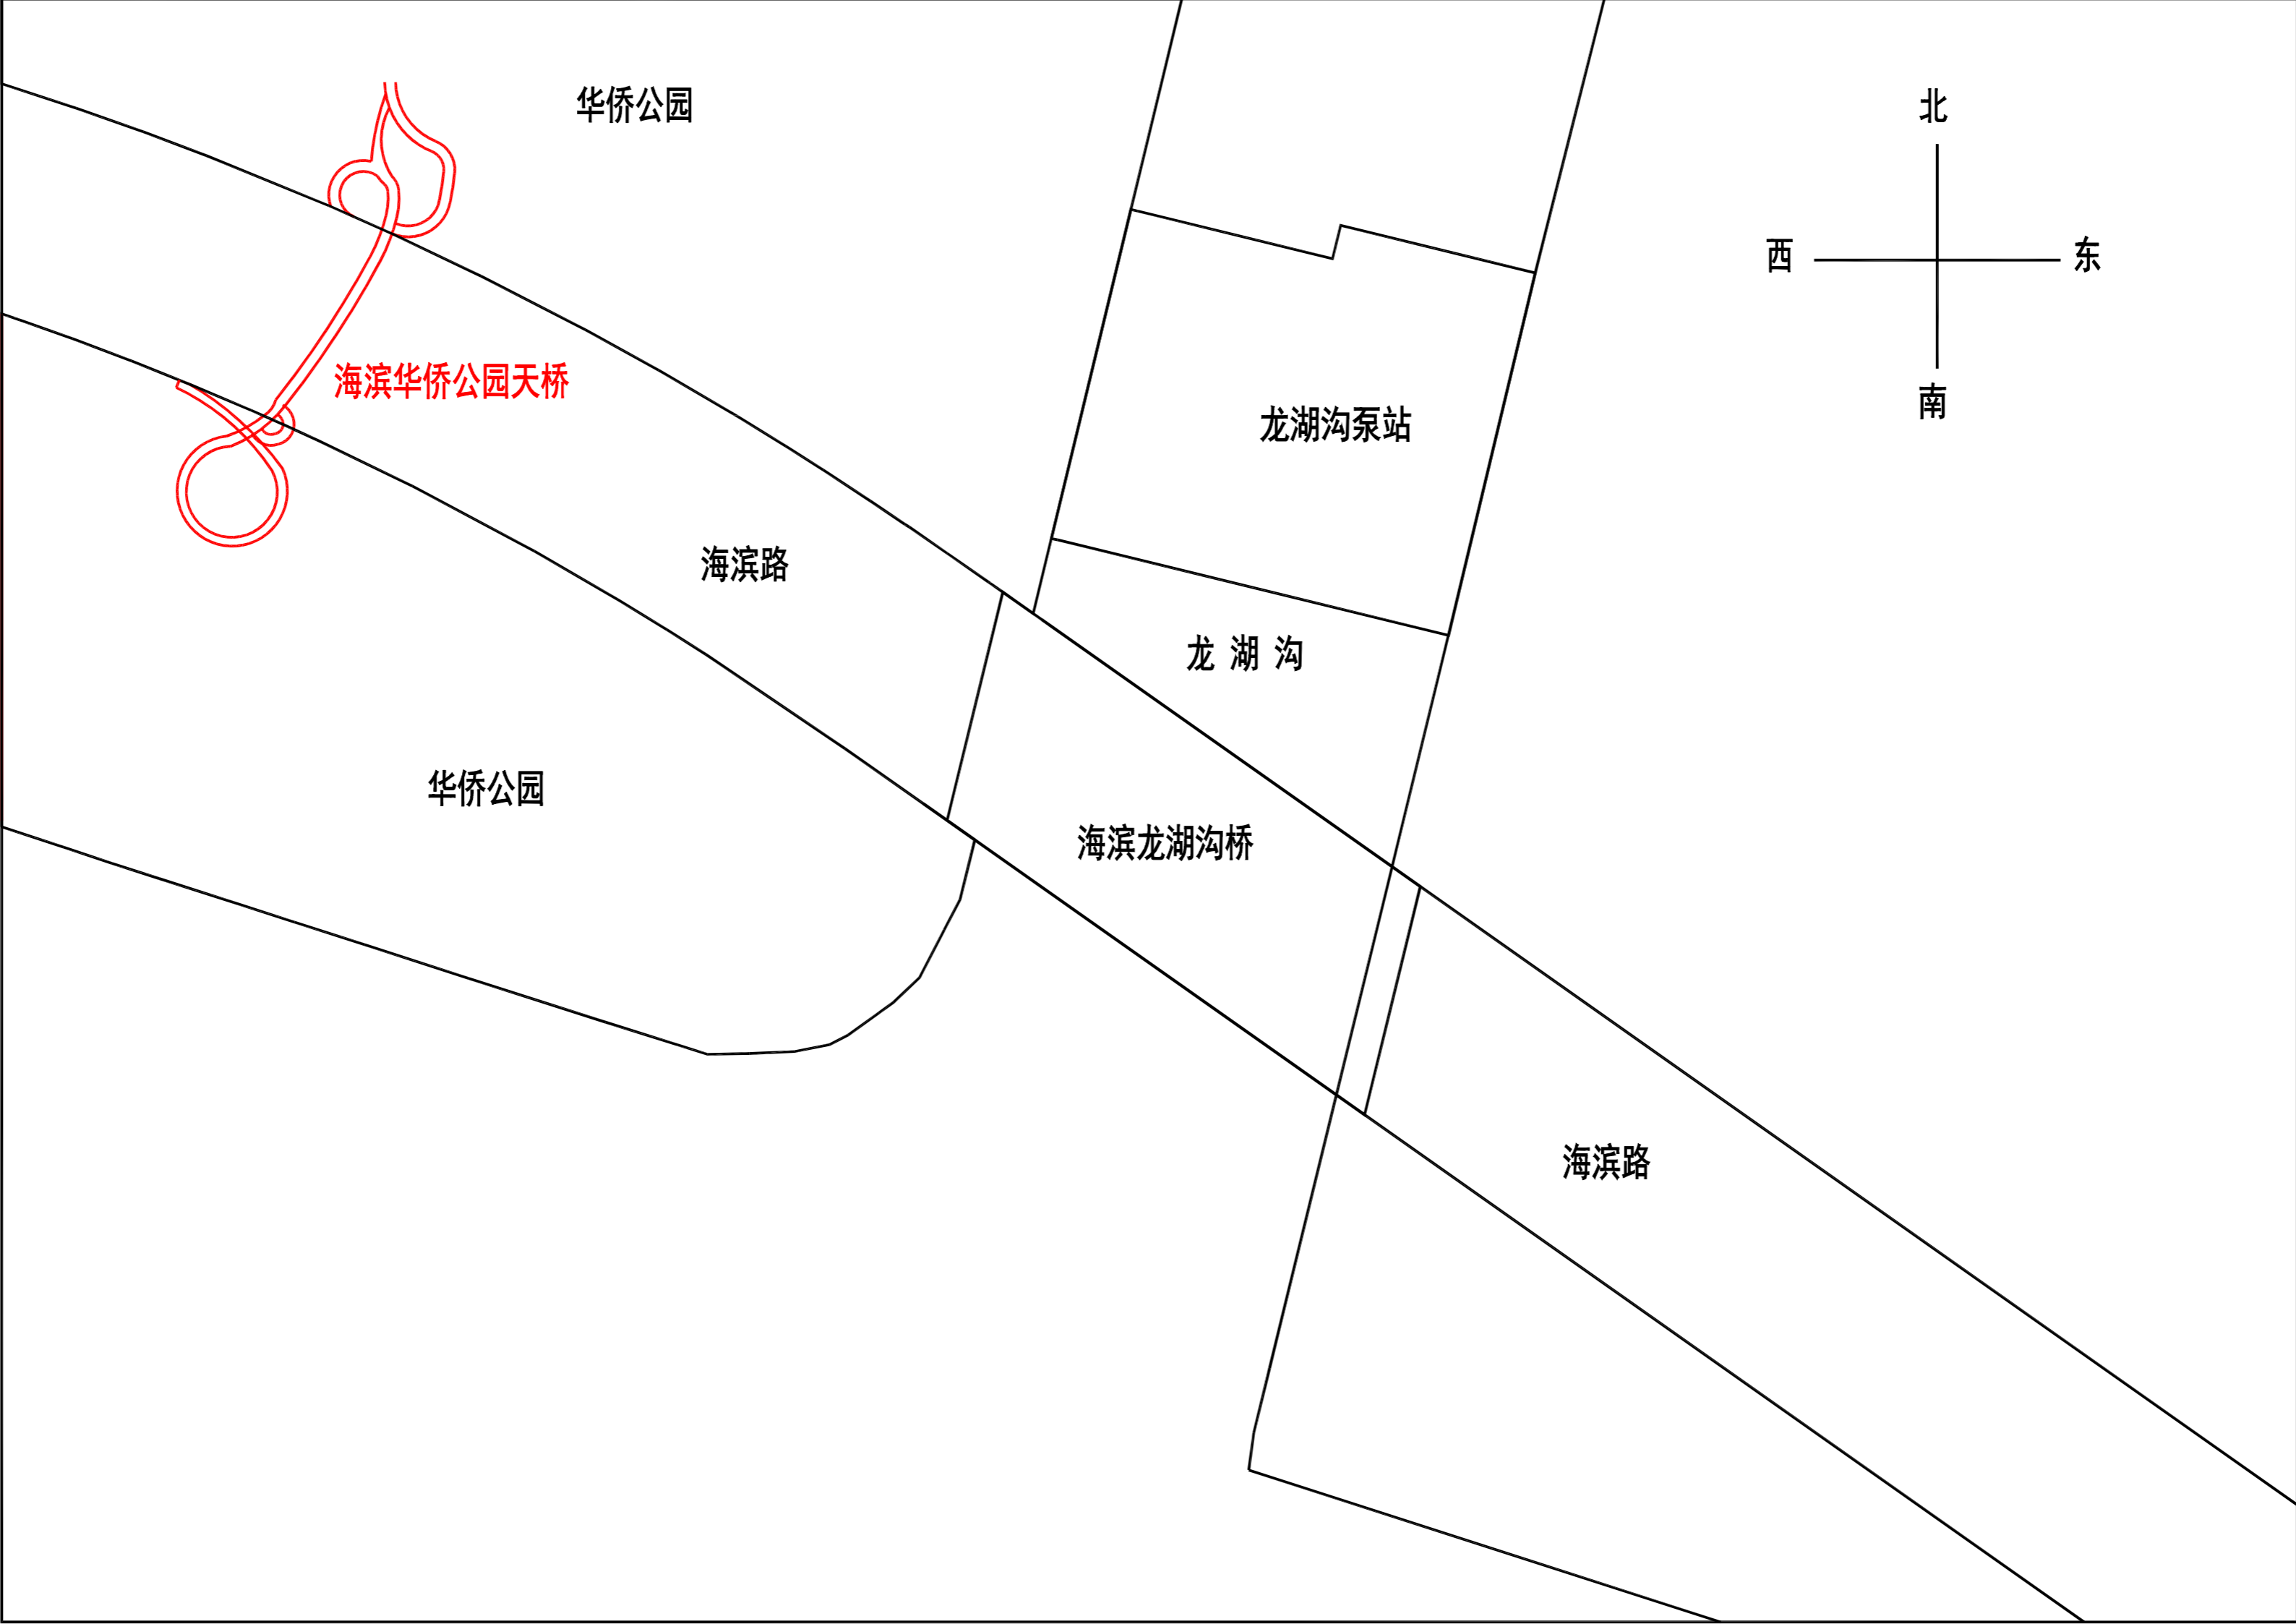 华侨公园
北
西
东
海滨华侨公园天桥
南
龙湖沟泵站
海滨路
龙 湖 沟
华侨公园
海滨龙湖沟桥
海滨路